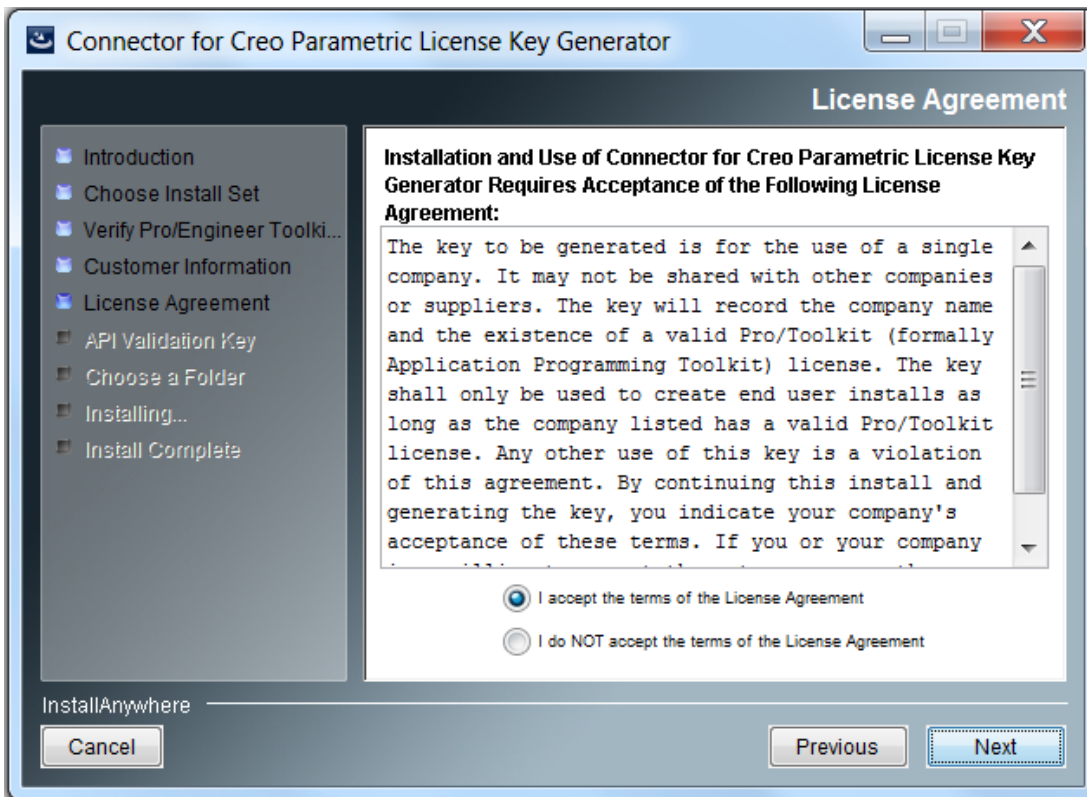 Connector for Creo Parametric License Key Generator
License Agreement
Introduction
Choose Install Set
Verify Pro/Engineer Toolki...
Customer Information
License Agreement
API Validation Key
Choose a Folder
Installing...
Install Complete
Installation and Use of Connector for Creo Parametric License Key
Generator Requires Acceptance of the Following License
Agreement:
The key to be generated is for the use of a single
company. It may not be shared with other companies
or suppliers. The key will record the company name
and the existence of a valid Pro/Toolkit (formally
Application Programming Toolkit) license. The key
shall only be used to create end user installs as
long as the company listed has a valid Pro/Toolkit
license. Any other use of this key is a violation
of this agreement. By continuing this install and
generating the key, you indicate your company's
acceptance of these terms. If you or your company
I accept the terms of the License Agreement
I do NOT accept the terms of the License Agreement
InstallAnywhere
Cancel
Previous
Next